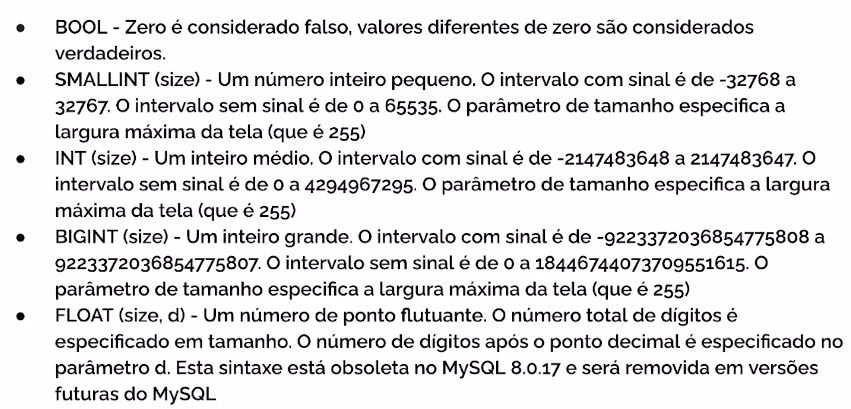 ● BOOL - Zero é considerado falso, valores diferentes de zero são considerados
verdadeiros.
● SMALLINT (size) - Um número inteiro pequeno. O intervalo com sinal é de -32768 a
32767. O intervalo sem sinal é de 0 a 65535. O parâmetro de tamanho especifica a
largura máxima da tela (que é 255)
● INT (size) - Um inteiro médio. O intervalo com sinal é de -2147483648 a 2147483647. O
intervalo sem sinal é de 0 a 4294967295. O parâmetro de tamanho especifica a largura
máxima da tela (que é 255)
● BIGINT (size) - Um inteiro grande. O intervalo com sinal é de -9223372036854775808 a
9223372036854775807. O intervalo sem sinal é de 0 a 18446744073709551615. O
parâmetro de tamanho especifica a largura máxima da tela (que é 255)
● FLOAT (size, d) - Um número de ponto flutuante. O número total de dígitos é
especificado em tamanho. O número de dígitos após o ponto decimal é especificado no
parâmetro d. Esta sintaxe está obsoleta no MySQL 8.0.17 e será removida em versões
futuras do MySQL